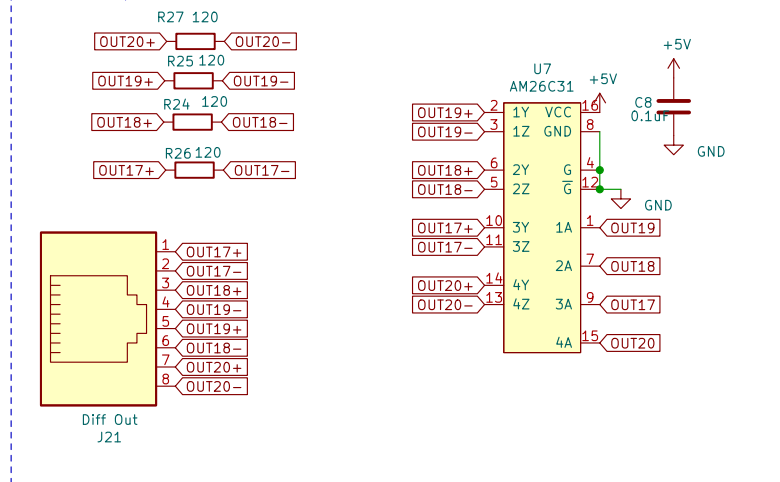 R27 120
OUT20+ OUT20-
R25 120
OUT19+ OUT19-
R24 120
OUT18+ OUT18-
R26 120
OUT17+ OUT17-
1 OUT17+
2 OUT17-
3 OUT18+
4 OUT19-
5 OUT19+
6 OUT18-
7 OUT20+
8 OUT20-
Diff Out
J21
U7
AM26C31
+5V
OUT19+ 2 1Y VCC 16
OUT19- 3 1Z GND 8
OUT18+ 6 2Y G 4
OUT18- 5 2Z G 12
GND
OUT17+ 10 3Y 1A 1 OUT19
OUT17- 11 3Z
2A 7 OUT18
OUT20+ 14 4Y
OUT20- 13 4Z 3A 9 OUT17
4A 15 OUT20
+5V
C8
0.1uF
GND